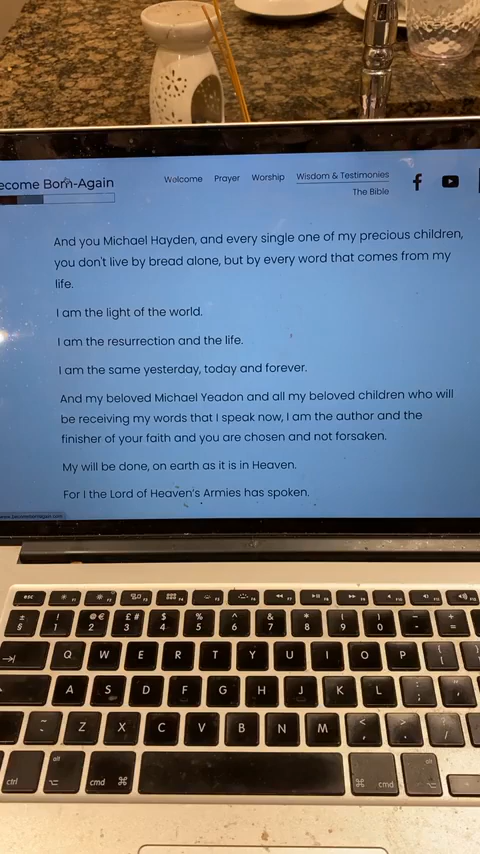 ecome Born-Again
Welcome Prayer Worship Wisdom & Testimonies
The Bible
And you Michael Hayden, and every single one of my precious children,
you don't live by bread alone, but by every word that comes from my
life.
I am the light of the world.
I am the resurrection and the life.
I am the same yesterday, today and forever.
And my beloved Michael Yeadon and all my beloved children who will
be receiving my words that I speak now, I am the author and the
finisher of your faith and you are chosen and not forsaken.
My will be done, on earth as it is in Heaven.
For I the Lord of Heaven's Armies has spoken.
esc F1 F2 F3 F4 F5 F6 F7 F8 F9 F10 F11 F12
± § ! 1 @ € 2 £ # 3 $ 4 % 5 ^ 6 & 7 * 8 ( 9 ) 0 _ - + =
Q W E R T Y U I O P { [
A S D F G H J K L : ; " '
~ ` Z X C V B N M < , > . ? /
ctrl alt cmd ⌘ ⌘ cmd alt